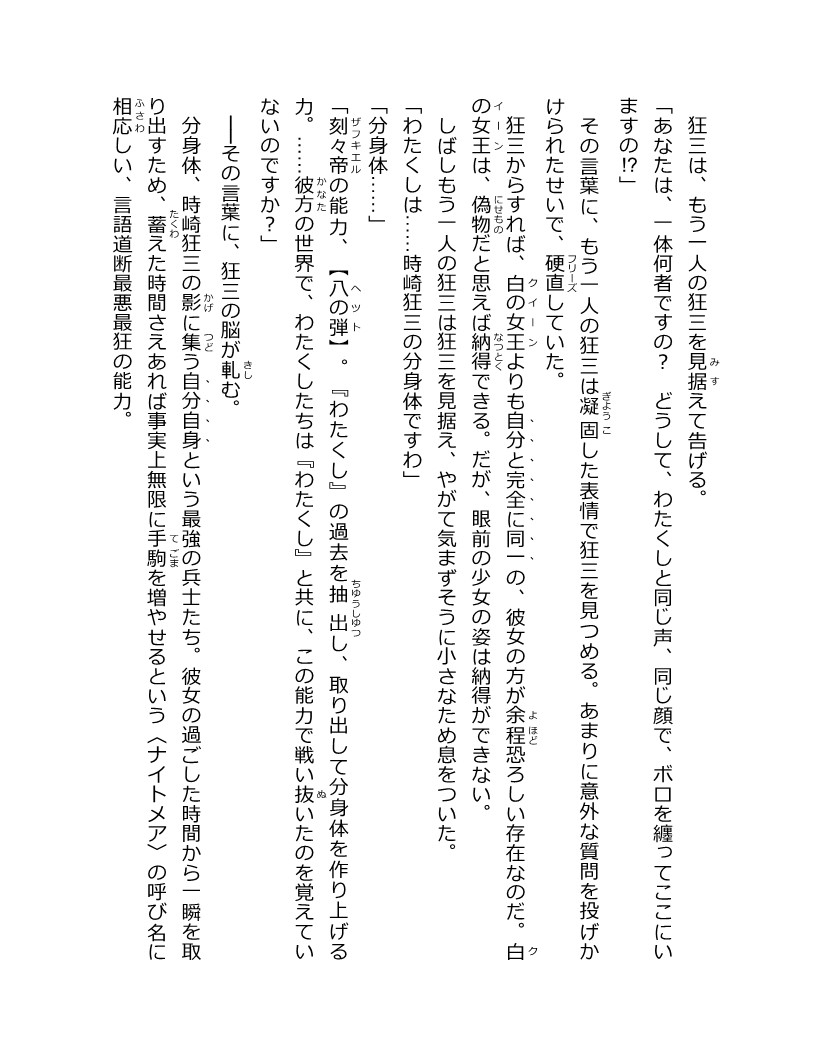 狂三は、もう一人の狂三を見据えて告げる。
「あなたは、一体何者ですの？　どうして、わたくしと同じ声、同じ顔で、ボロを纏ってここにい
ますの!?」
　その言葉に、もう一人の狂三は凝固した表情で狂三を見つめる。あまりに意外な質問を投げか
けられたせいで、硬直していた。
　狂三からすれば、白の女王よりも自分と完全に同一の、彼女の方が余程恐ろしい存在なのだ。白
の女王は、偽物だと思えば納得できる。だが、眼前の少女の姿は納得ができない。
　しばしもう一人の狂三は狂三を見据え、やがて気まずそうに小さなため息をついた。
「わたくしは……時崎狂三の分身体ですわ」
「分身体……」
「刻々帝の能力、【八の弾】。『わたくし』の過去を抽出し、取り出して分身体を作り上げる
力。……彼方の世界で、わたくしたちは『わたくし』と共に、この能力で戦い抜いたのを覚えてい
ないのですか？」
　――その言葉に、狂三の脳が軋む。
　分身体、時崎狂三の影に集う自分自身という最強の兵士たち。彼女の過ごした時間から一瞬を取
り出すため、蓄えた時間さえあれば事実上無限に手駒を増やせるという〈ナイトメア〉の呼び名に
相応しい、言語道断最悪最狂の能力。